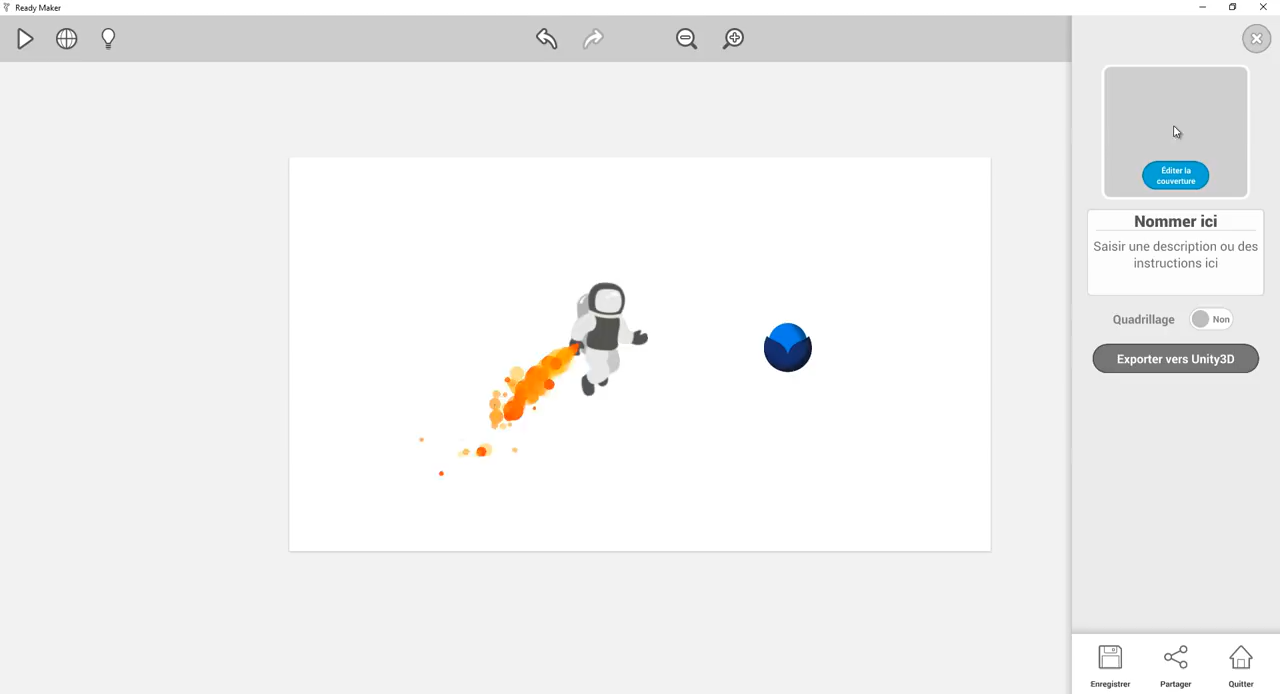 Ready Maker
Éditer la
couverture
Nommer ici
Saisir une description ou des
instructions ici
Quadrillage Non
Exporter vers Unity3D
Enregistrer Partager Quitter